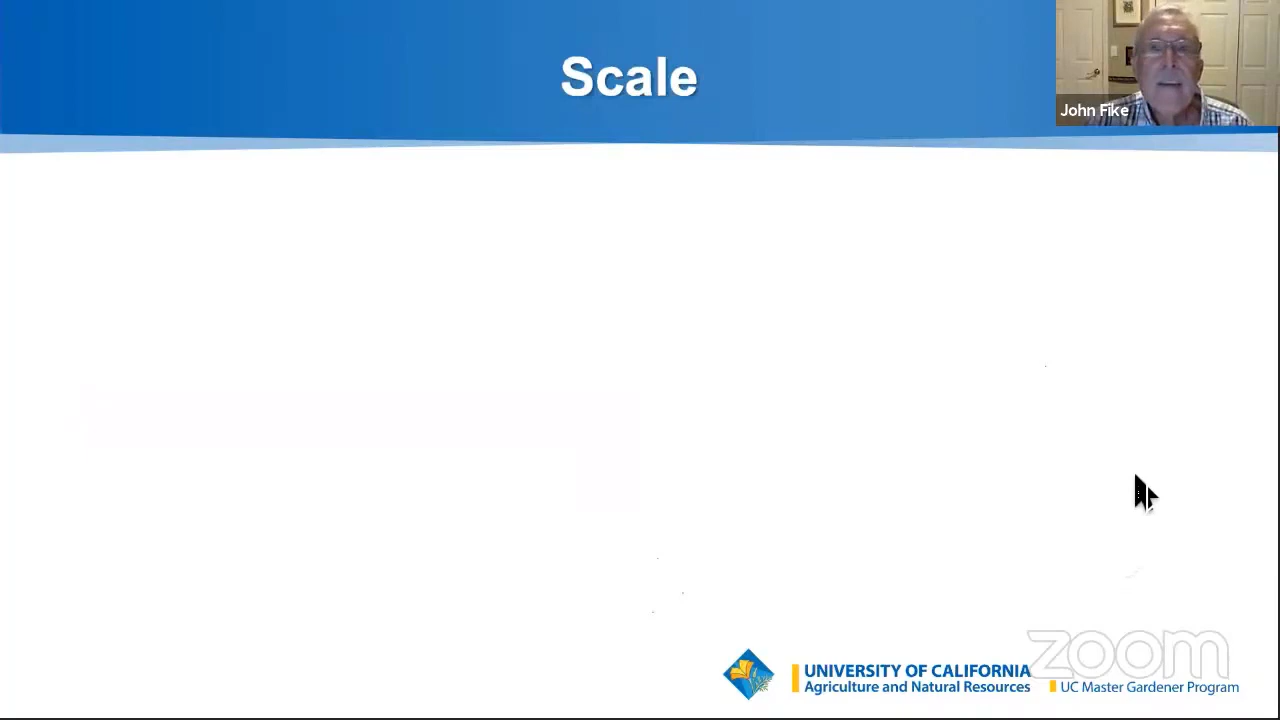 Scale
John Fike
zoom
UNIVERSITY OF CALIFORNIA
Agriculture and Natural Resources
UC Master Gardener Program